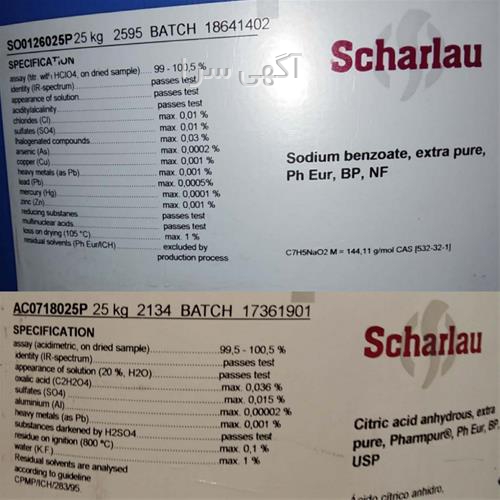 SO0126025P 25 kg 2595 BATCH 18641402
SPECIFICATION
assay (titr. with HClO4, on dried sample).... 99 - 100,5 %
identity (IR-spectrum)........ passes test
appearance of solution........ passes test
acidity/alcalinity........ passes test
chlorides (Cl)........ max. 0,01 %
sulfates (SO4)........ max. 0,01 %
halogenated compounds........ max. 0,03 %
arsenic (As)........ max. 0,0002 %
copper (Cu)........ max. 0,001 %
heavy metals (as Pb)........ max. 0,001 %
lead (Pb)........ max. 0,0005%
mercury (Hg)........ max. 0,0001 %
zinc (Zn)........ max. 0,001 %
reducing substanes........ passes test
multinuclear acids........ passes test
loss on drying (105 °C)........ max. 1 %
residual solvents (Ph Eur/ICH)........ excluded by
production process
آگهی سرا
Scharlau
Sodium benzoate, extra pure,
Ph Eur, BP, NF
C7H5NaO2 M = 144,11 g/mol CAS [532-32-1]
AC0718025P 25 kg 2134 BATCH 17361901
SPECIFICATION
assay (acidimetric, on dried sample)........ 99,5 - 100,5 %
identity (IR-spectrum)........ passes test
appearance of solution (20 %, H2O)........ passes test
oxalic acid (C2H2O4)........ max. 0,036 %
sulfates (SO4)........ max. 0,015 %
aluminium (Al)........ max. 0,00002 %
heavy metals (as Pb)........ max. 0,001 %
substances darkened by H2SO4........ passes test
residue on ignition (800 °C)........ max. 0,1 %
water (K.F.)........ max. 1 %
Residual solvents are analysed
according to guideline
CPMP/ICH/283/95.
Scharlau
Citric acid anhydrous, extra
pure, Pharmpur®, Ph Eur, BP,
USP
Ácido cítrico anhidro,